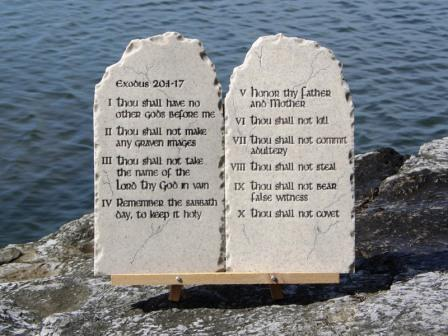 Exodus 20:1-17
I Thou shall have no
other Gods before me
II Thou shall not make
any graven images
III Thou shall not take
the name of the
Lord Thy God in vain
IV Remember the sabbath
day, to keep it holy
V Honor thy Father
and Mother
VI Thou shall not kill
VII Thou shall not commit
adultery
VIII Thou shall not steal
IX Thou shall not bear
false witness
X Thou shall not covet